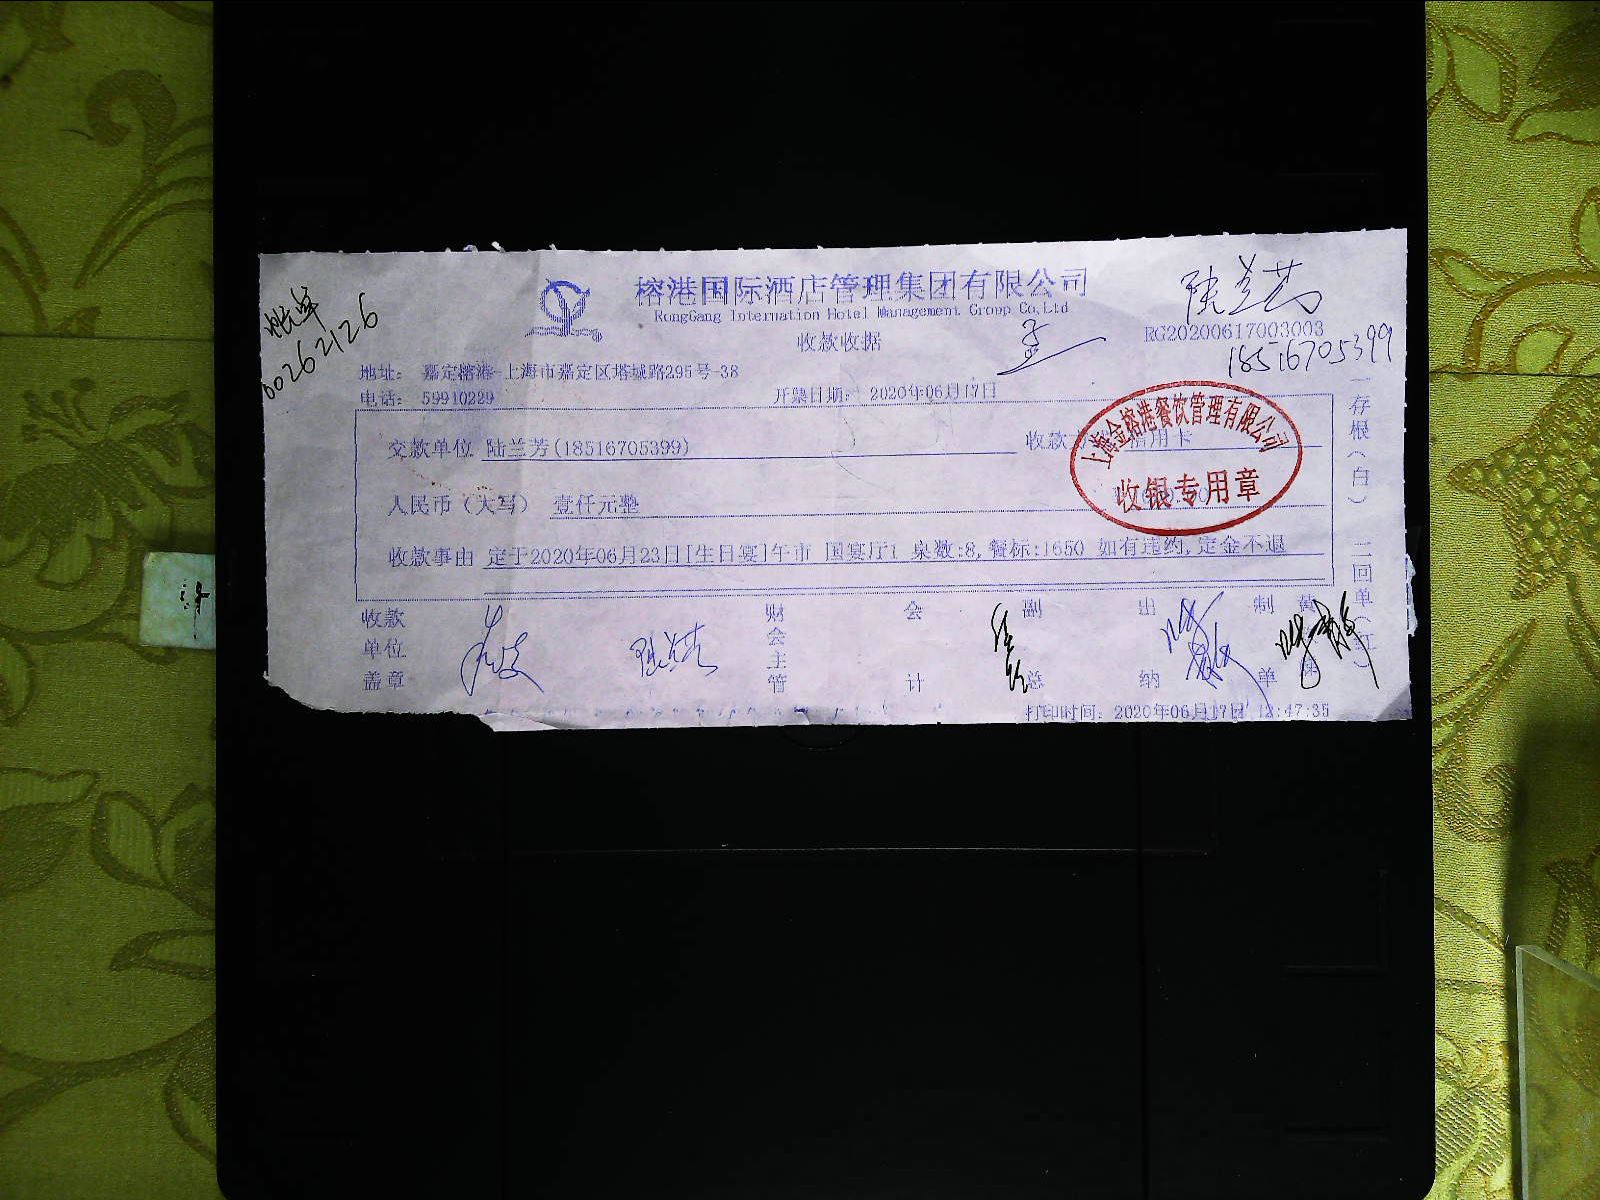 榕港国际酒店管理集团有限公司
RongGang Internation Hotel Management Group Co,Ltd
收款收据
陆兰芳
RG20200617003003
18516705399
账单
00262126
地址: 嘉定榕港-上海市嘉定区塔城路295号-38
电话: 59910229
开票日期: 2020年06月17日
交款单位 陆兰芳(18516705399)
收款 信用卡
人民币(大写) 壹仟元整
上海金榕港餐饮管理有限公司
收银专用章
收款事由 定于2020年06月23日[生日宴]午市 国宴厅1 桌数:8,餐标:1650 如有违约,定金不退
一存根(白) 二回单(红)
收款单位盖章
财会主管
会计
副总
出纳
制单
打印时间: 2020年06月17日 12:47:35